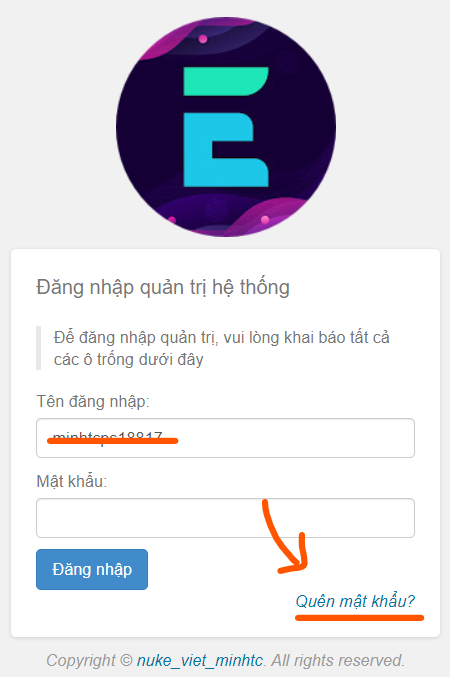 Đăng nhập quản trị hệ thống
Để đăng nhập quản trị, vui lòng khai báo tất cả
các ô trống dưới đây
Tên đăng nhập:
Mật khẩu:
Đăng nhập
Quên mật khẩu?
Copyright © nuke_viet_minhtc. All rights reserved.